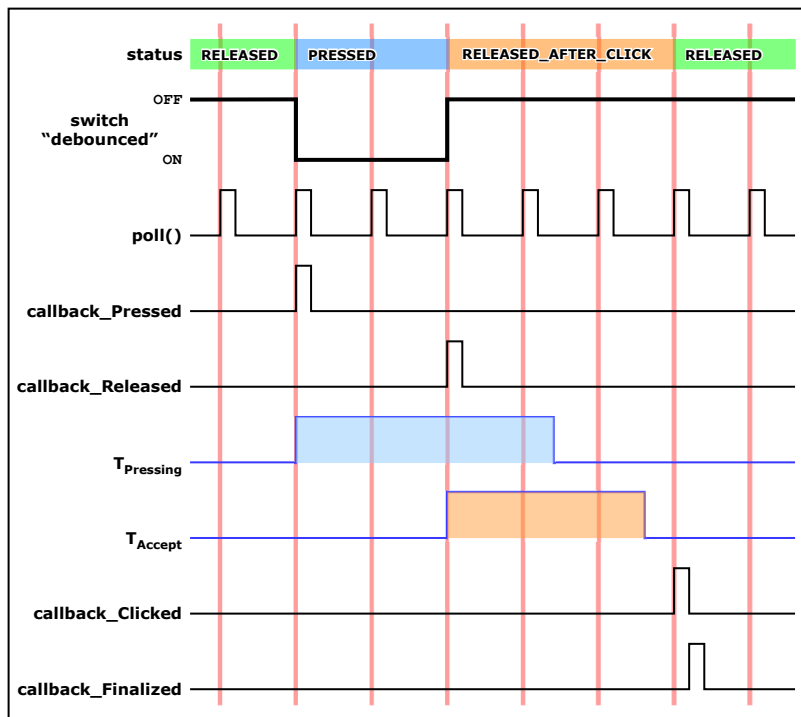 status RELEASED PRESSED RELEASED_AFTER_CLICK RELEASED
OFF
switch
“debounced”
ON
poll()
callback_Pressed
callback_Released
TPressing
TAccept
callback_Clicked
callback_Finalized